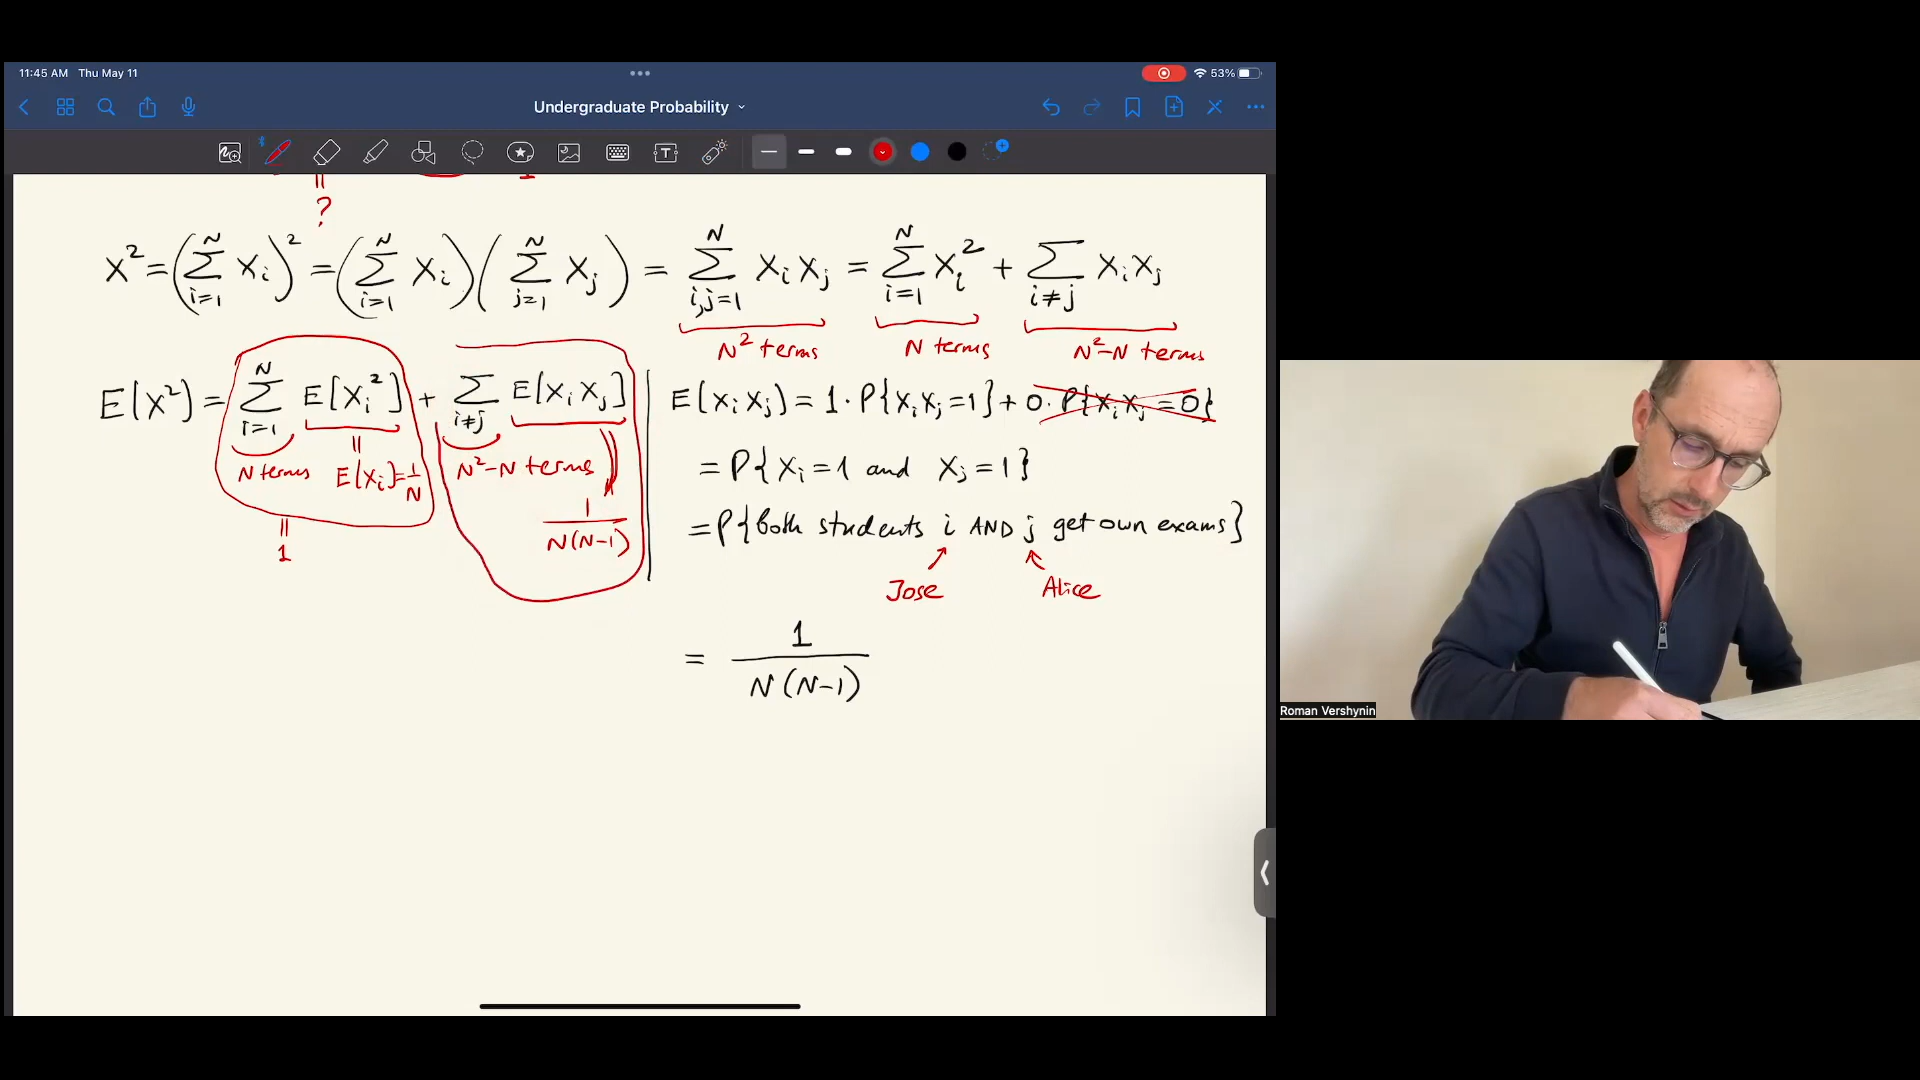 11:45 AM Thu May 11
53%
Undergraduate Probability
?
X² = (∑_{i=1}^{N} X_i)² = (∑_{i=1}^{N} X_i)(∑_{j=1}^{N} X_j) = ∑_{i,j=1}^{N} X_i X_j = ∑_{i=1}^{N} X_i² + ∑_{i≠j} X_i X_j
N² terms N terms N²-N terms
E[X²] = ∑_{i=1}^{N} E[X_i²] + ∑_{i≠j} E[X_i X_j]
N terms E[X_i] = 1/N N²-N terms
1
1/N(N-1)
E[X_i X_j] = 1·P{X_i X_j = 1} + 0·P{X_i X_j = 0}
= P{X_i = 1 and X_j = 1}
= P{both students i AND j get own exams}
Jose Alice
= 1/N(N-1)
Roman Vershynin